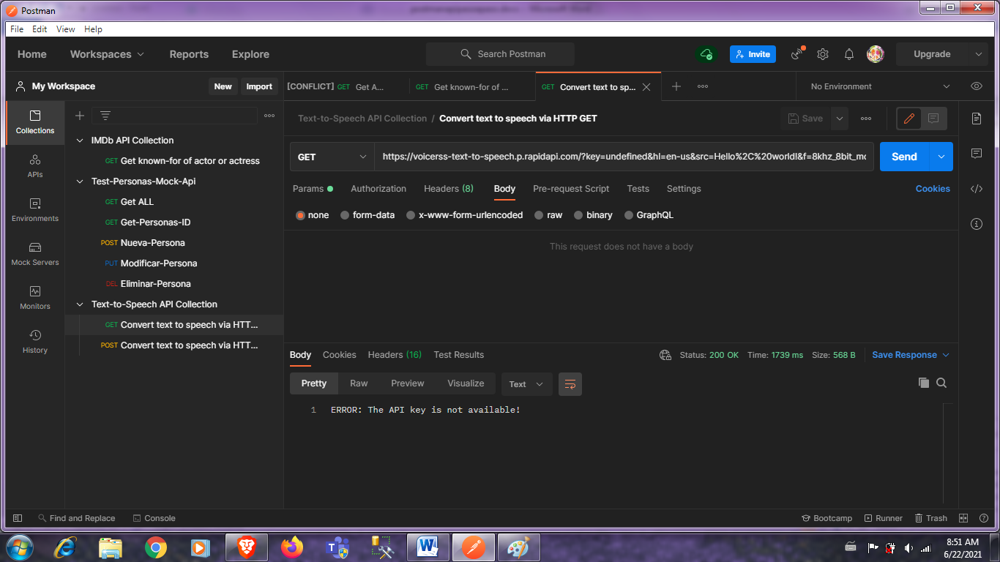 Postman
File Edit View Help
Home Workspaces Reports Explore Search Postman Invite Upgrade
My Workspace New Import
[CONFLICT] GET Get A... GET Get known-for of ... GET Convert text to sp... No Environment
Collections
APIs
Environments
Mock Servers
Monitors
History
IMDb API Collection
GET Get known-for of actor or actress
Test-Personas-Mock-Api
GET Get ALL
GET Get-Personas-ID
POST Nueva-Persona
PUT Modificar-Persona
DEL Eliminar-Persona
Text-to-Speech API Collection
GET Convert text to speech via HTT...
POST Convert text to speech via HTT...
Text-to-Speech API Collection / Convert text to speech via HTTP GET Save
GET https://voicerss-text-to-speech.p.rapidapi.com/?key=undefined&hl=en-us&src=Hello%2C%20world!&f=8khz_8bit_mo Send
Params Authorization Headers (8) Body Pre-request Script Tests Settings Cookies
none form-data x-www-form-urlencoded raw binary GraphQL
This request does not have a body
Body Cookies Headers (16) Test Results Status: 200 OK Time: 1739 ms Size: 568 B Save Response
Pretty Raw Preview Visualize Text
1 ERROR: The API key is not available!
Find and Replace Console Bootcamp Runner Trash
8:51 AM
6/22/2021